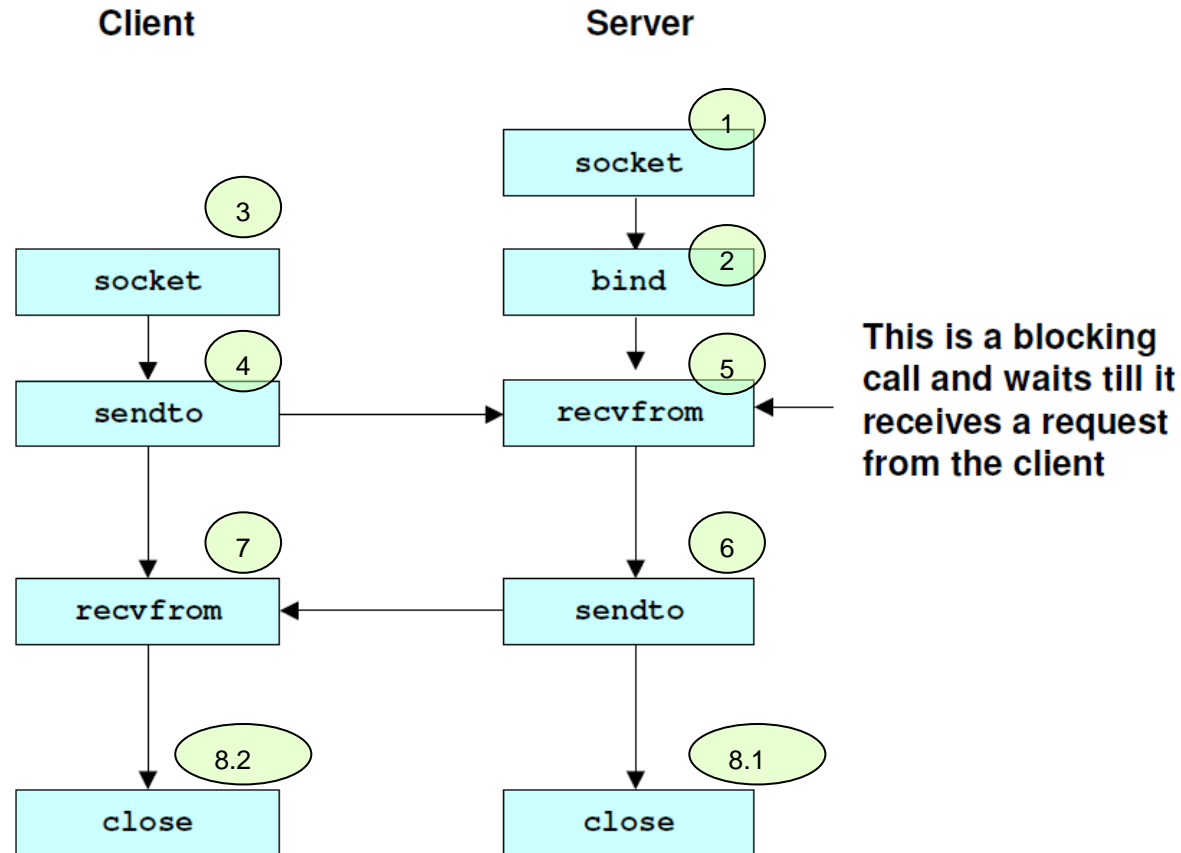 Client
Server
1
socket
3
2
socket
bind
This is a blocking
call and waits till it
receives a request
from the client
4
5
sendto
recvfrom
7
6
recvfrom
sendto
8.2
8.1
close
close